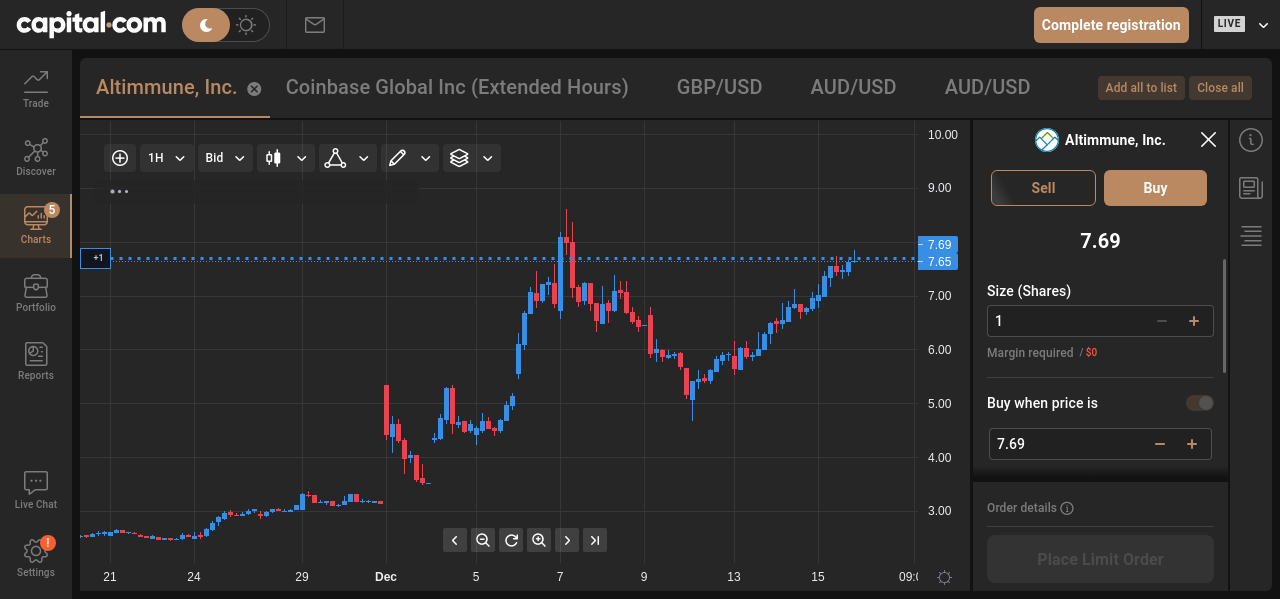 capital.com
Complete registration
LIVE
Trade
Discover
5
Charts
Portfolio
Reports
Live Chat
!
Settings
Altimmune, Inc.
Coinbase Global Inc (Extended Hours)
GBP/USD
AUD/USD
AUD/USD
Add all to list
Close all
1H
Bid
+1
10.00
9.00
7.69
7.65
7.00
6.00
5.00
4.00
3.00
21
24
29
Dec
5
7
9
13
15
09:0
Altimmune, Inc.
Sell
Buy
7.69
Size (Shares)
1
Margin required / $0
Buy when price is
7.69
Order details
Place Limit Order